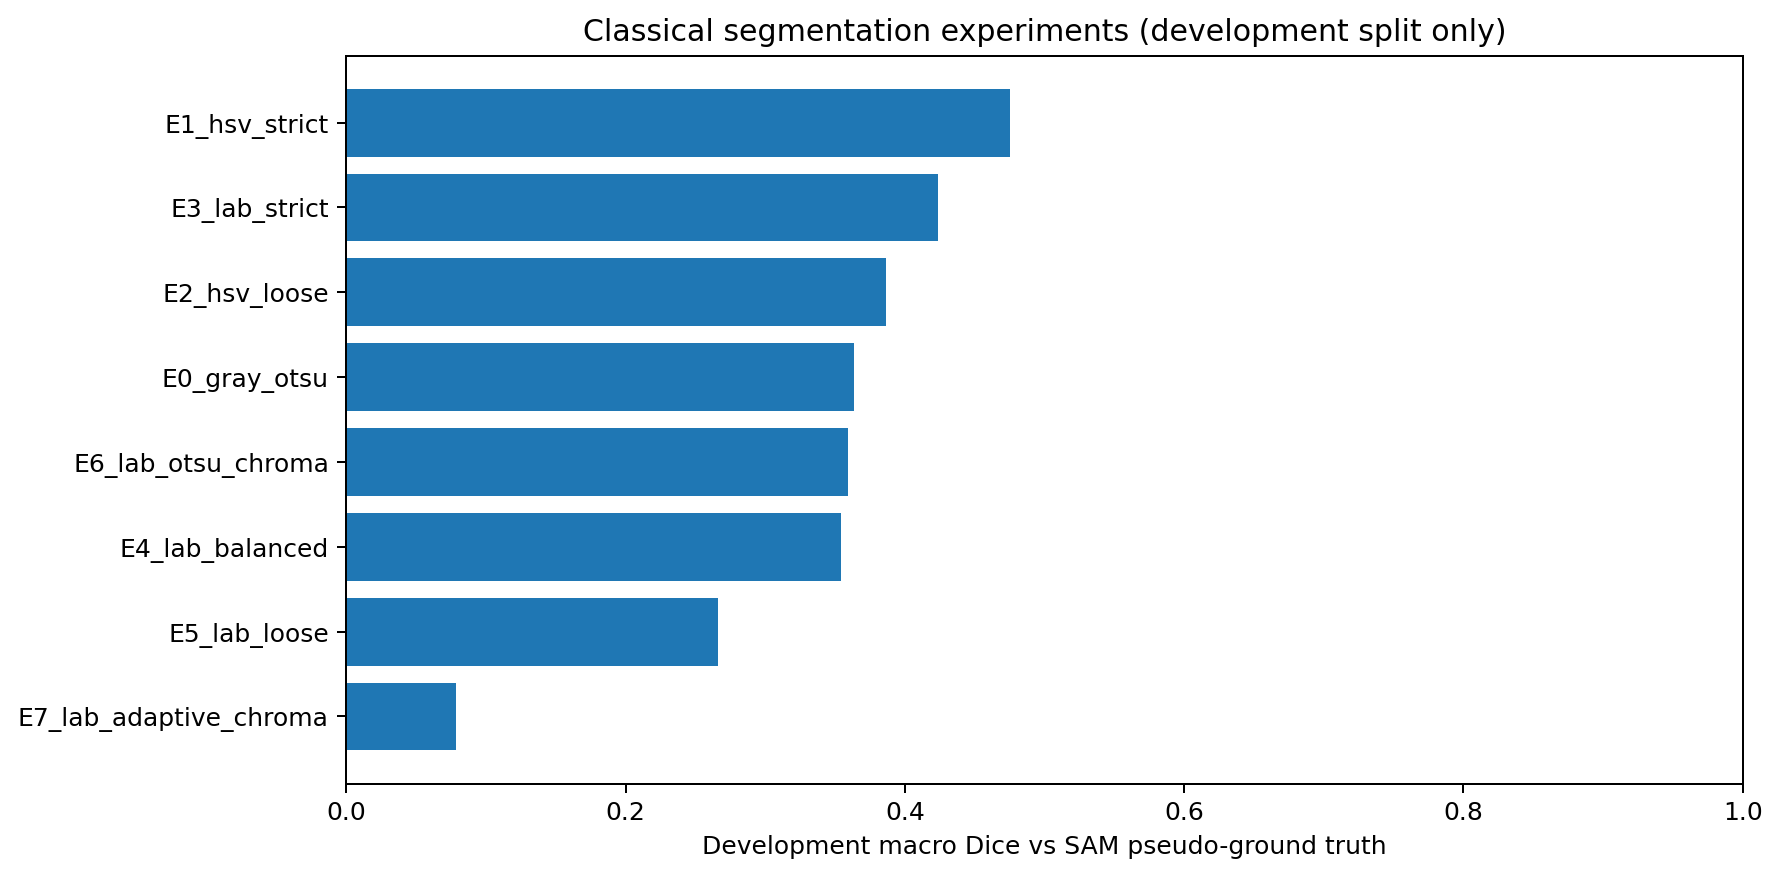 Classical segmentation experiments (development split only)
E1_hsv_strict
E3_lab_strict
E2_hsv_loose
E0_gray_otsu
E6_lab_otsu_chroma
E4_lab_balanced
E5_lab_loose
E7_lab_adaptive_chroma
0.0 0.2 0.4 0.6 0.8 1.0
Development macro Dice vs SAM pseudo-ground truth